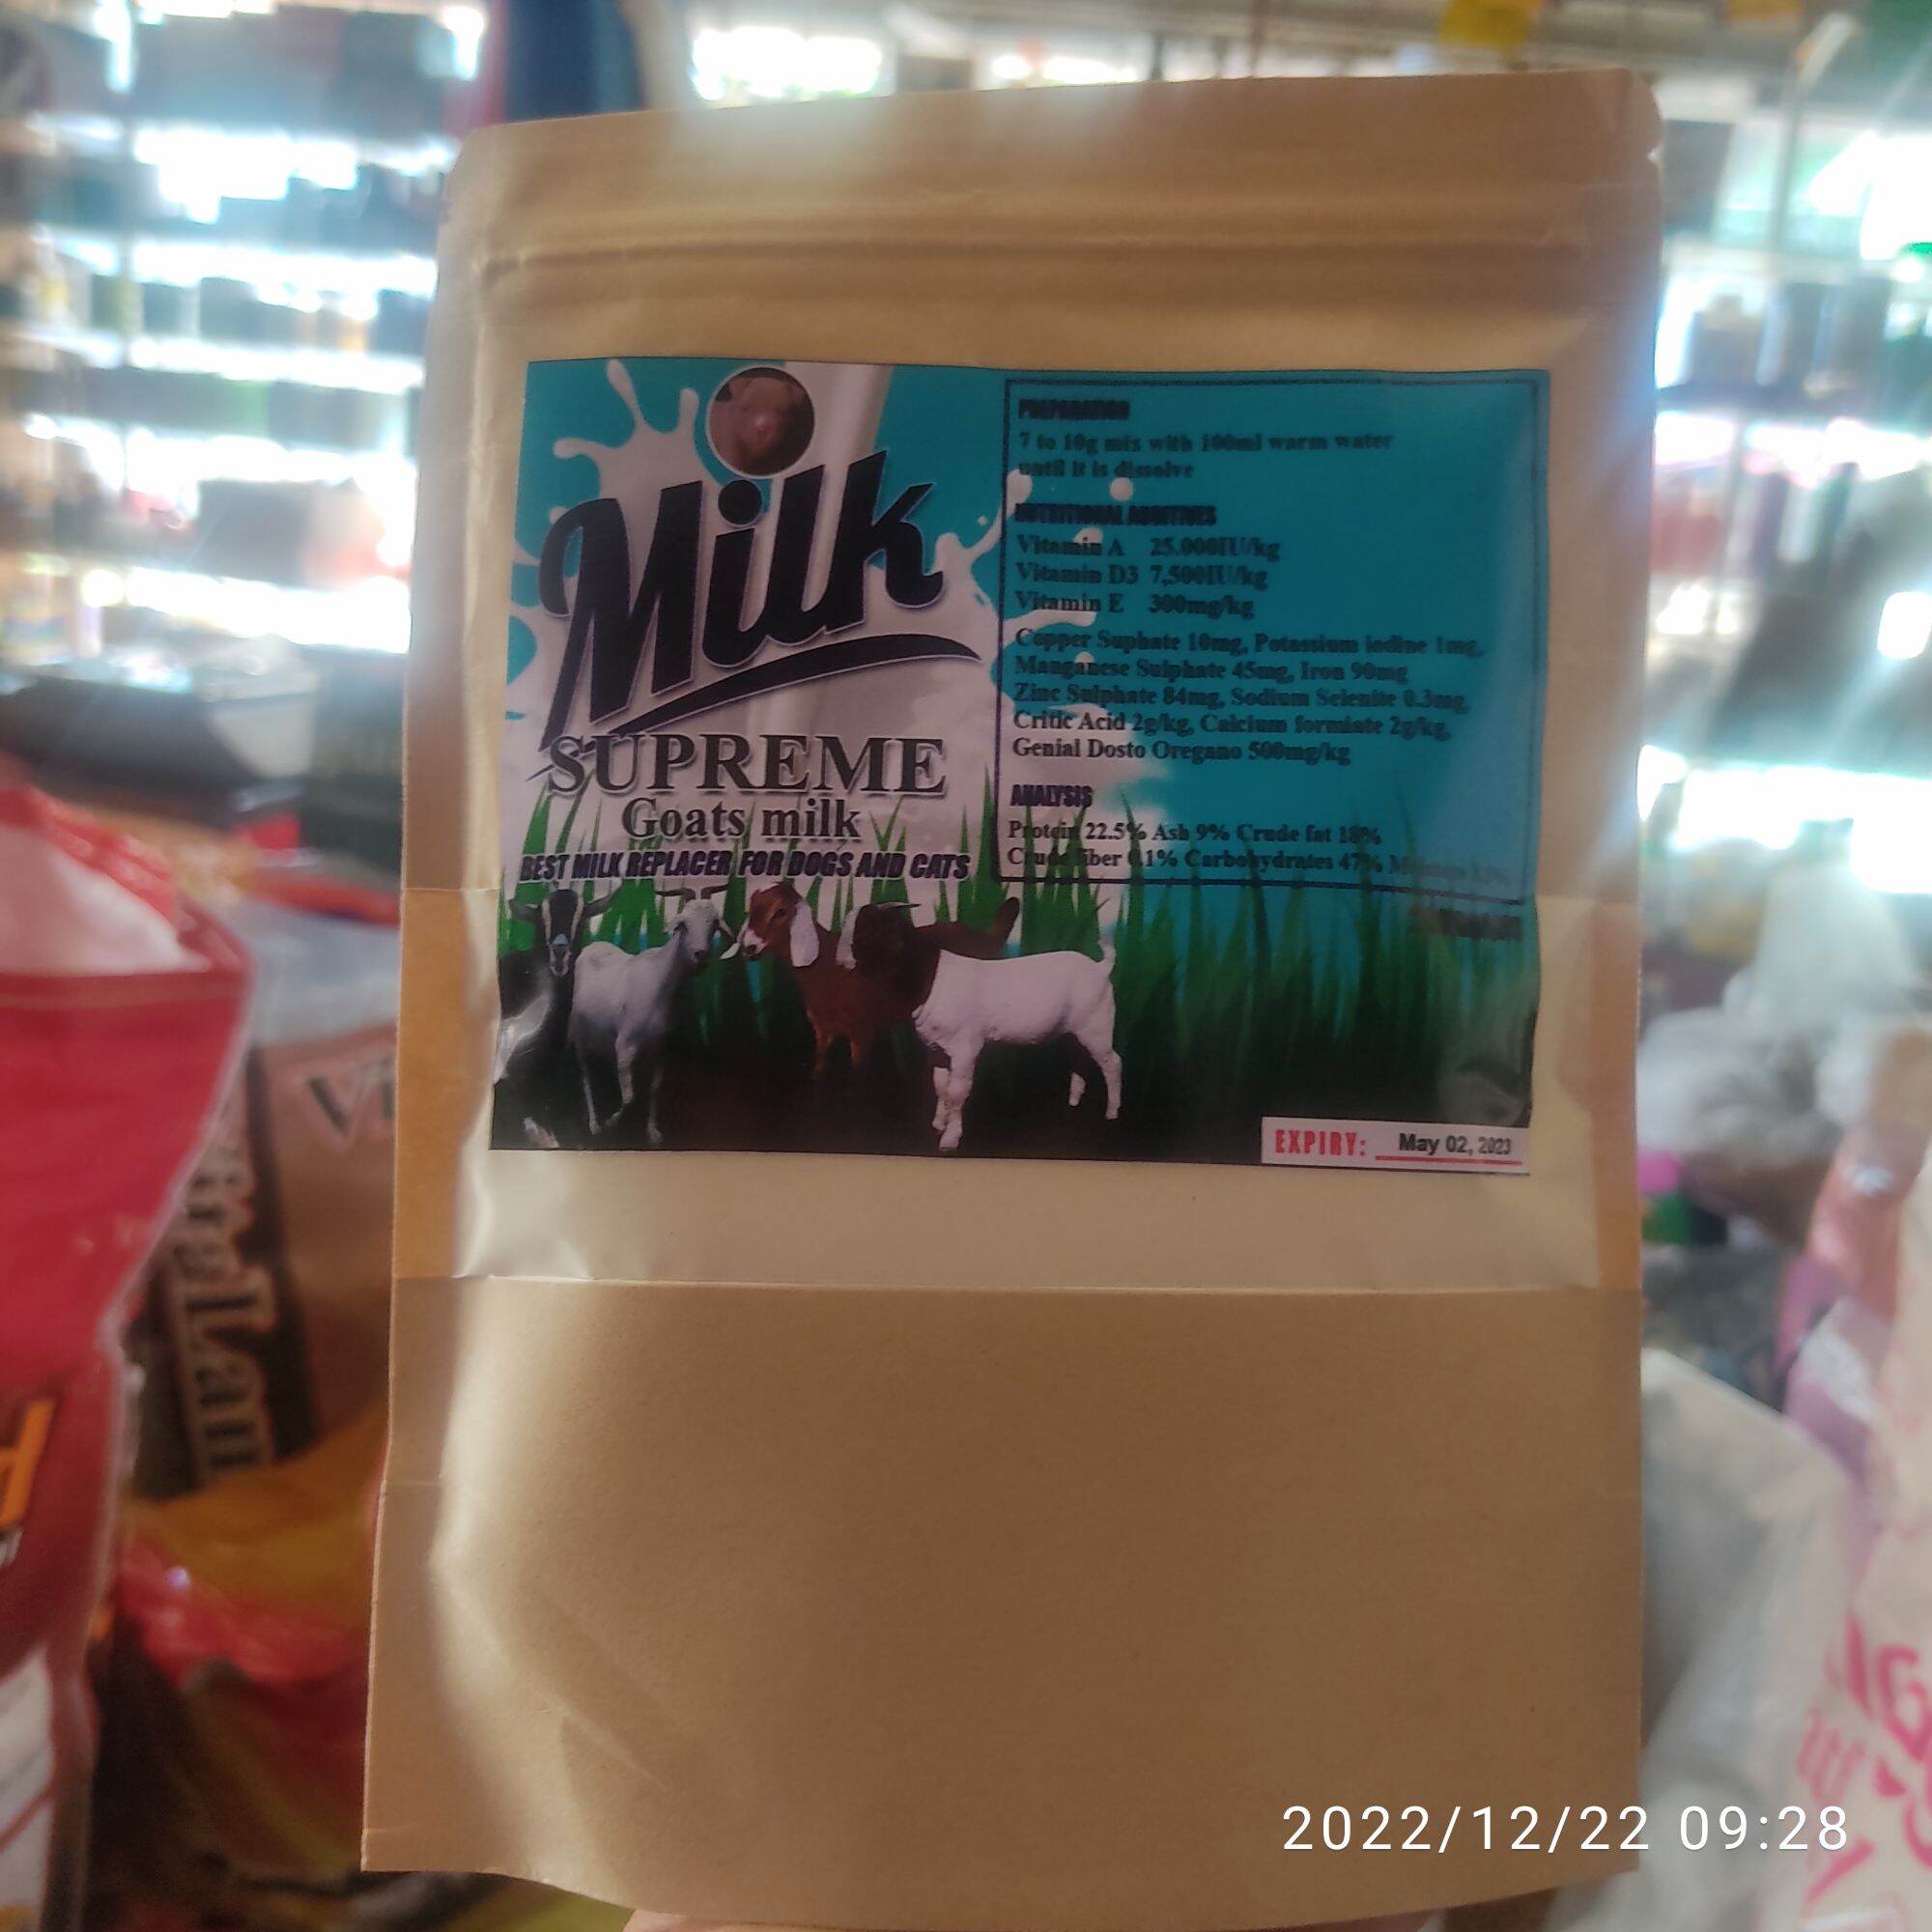 Milk
SUPREME
Goats milk
BEST MILK REPLACER FOR DOGS AND CATS
PREPARATION
7 to 10g mix with 100ml warm water
until it is dissolve
NUTRITIONAL ADDITIVES
Vitamin A 25.000IU/kg
Vitamin D3 7,500IU/kg
Vitamin E 300mg/kg
Copper Suphate 10mg, Potassium iodine 1mg,
Manganese Sulphate 45mg, Iron 90mg
Zinc Sulphate 84mg, Sodium Selenite 0.3mg,
Critic Acid 2g/kg, Calcium formiate 2g/kg,
Genial Dosto Oregano 500mg/kg
ANALYSIS
Protein 22.5% Ash 9% Crude fat 18%
Crude fiber 0.1% Carbohydrates 47%
EXPIRY: May 02, 2023
2022/12/22 09:28